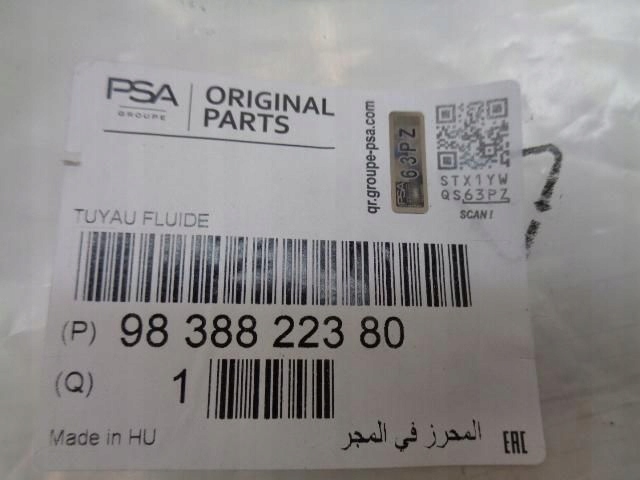 PSA
GROUPE
ORIGINAL
PARTS
qr.groupe-psa.com
PSA 63PZ
STX1YW
QS63PZ
SCAN!
TUYAU FLUIDE
(P) 98 388 223 80
(Q) 1
Made in HU
المحرز في المجر
EAC